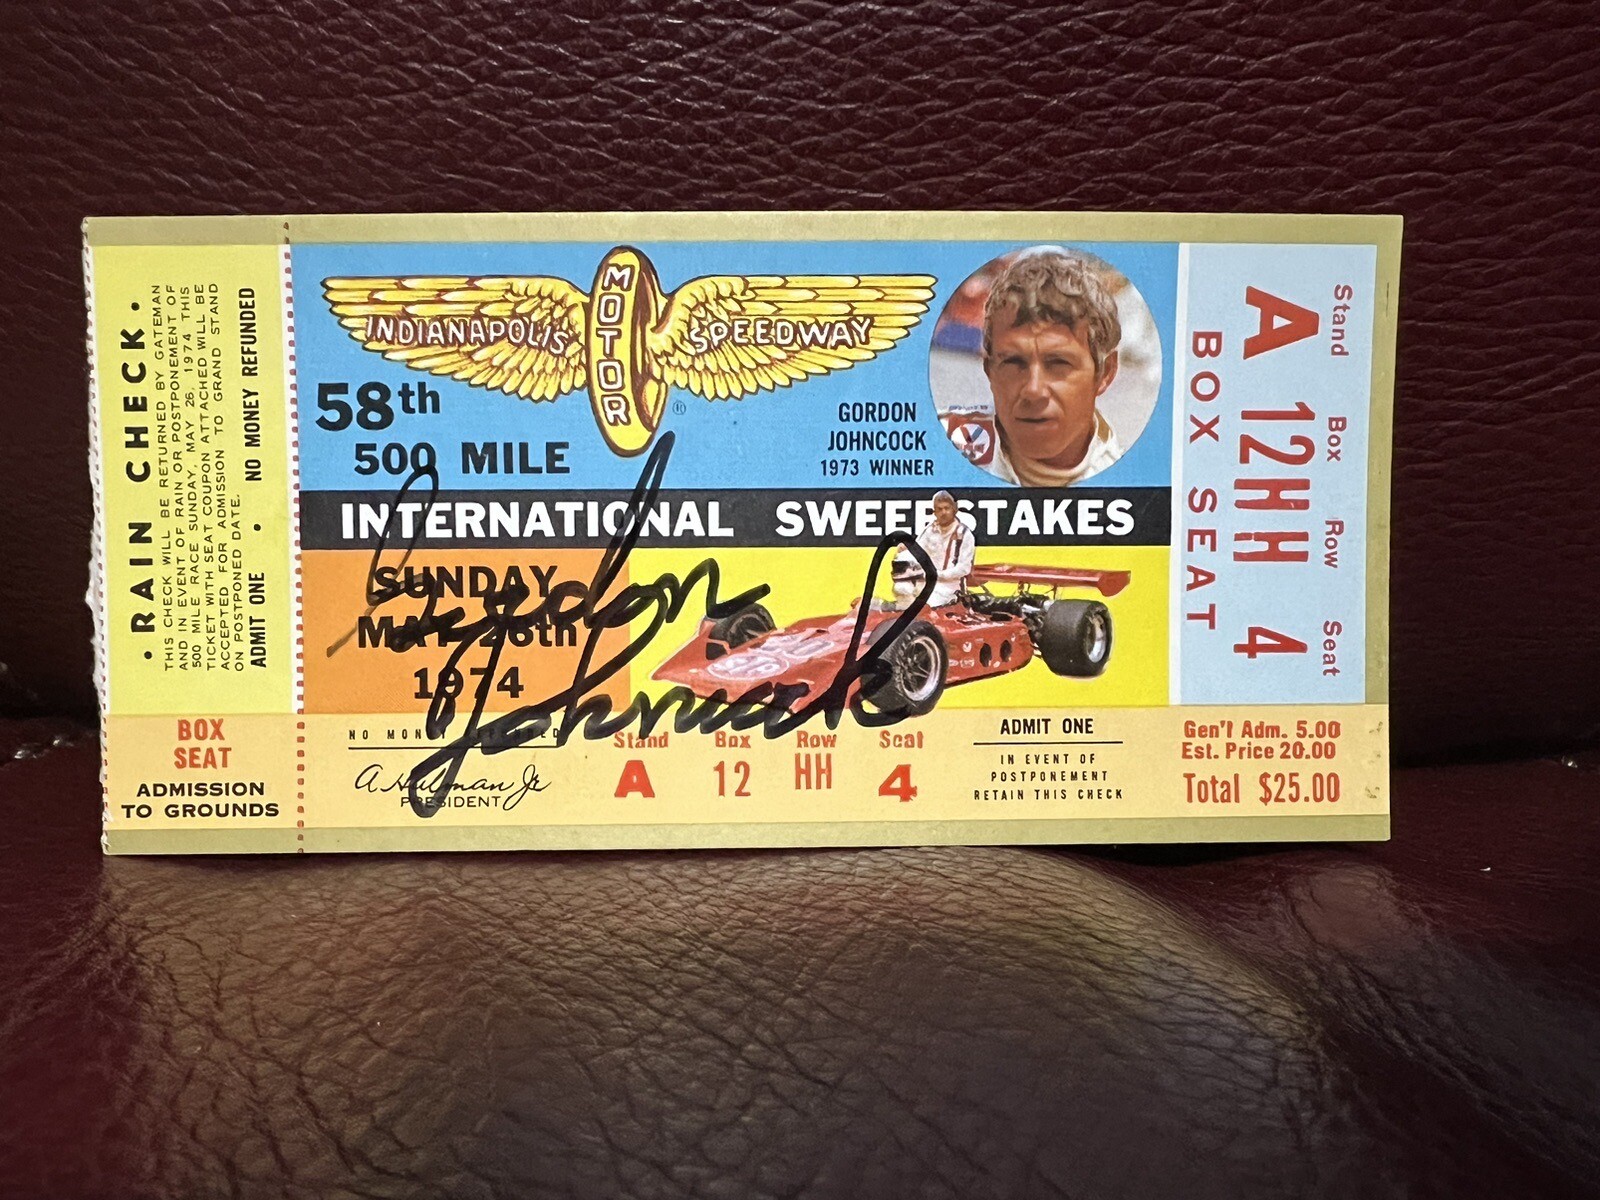 • RAIN CHECK •
THIS CHECK WILL BE RETURNED BY GATEMAN
AND IN EVENT OF RAIN OR POSTPONEMENT OF
500 MILE RACE SUNDAY, MAY 26, 1974 THIS
TICKET WITH SEAT COUPON ATTACHED WILL BE
ACCEPTED FOR ADMISSION TO GRAND STAND
ON POSTPONED DATE.
ADMIT ONE • NO MONEY REFUNDED
BOX
SEAT
ADMISSION
TO GROUNDS
INDIANAPOLIS MOTOR SPEEDWAY
®
58th
500 MILE
GORDON
JOHNCOCK
1973 WINNER
INTERNATIONAL SWEEPSTAKES
SUNDAY
MAY 26th
1974
STP
Gordon
Johncock
NO MONEY REFUNDED
A Hulman Jr
PRESIDENT
Stand Box Row Seat
A 12 HH 4
ADMIT ONE
IN EVENT OF
POSTPONEMENT
RETAIN THIS CHECK
Stand Box Row Seat
A 12HH 4
BOX SEAT
Gen'l Adm. 5.00
Est. Price 20.00
Total $25.00